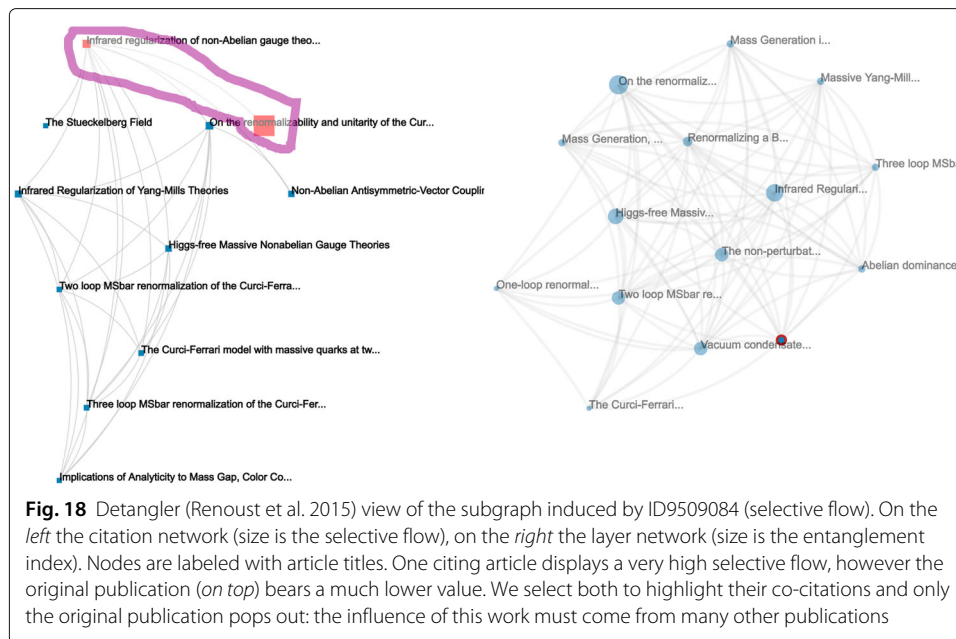 Infrared regularization of non-Abelian gauge theo...
The Stueckelberg Field
On the renormalizability and unitarity of the Cur...
Infrared Regularization of Yang-Mills Theories
Non-Abelian Antisymmetric-Vector Couplin
Higgs-free Massive Nonabelian Gauge Theories
Two loop MSbar renormalization of the Curci-Ferra...
The Curci-Ferrari model with massive quarks at tw...
Three loop MSbar renormalization of the Curci-Fer...
Implications of Analyticity to Mass Gap, Color Co...
Mass Generation i...
On the renormaliz...
Massive Yang-Mill...
Mass Generation, ...
Renormalizing a B...
Three loop MSba
Infrared Regulari...
Higgs-free Massiv...
The non-perturbat...
Abelian dominance
One-loop renormal...
Two loop MSbar re...
Vacuum condensate...
The Curci-Ferrari...
Fig. 18 Detangler (Renoust et al. 2015) view of the subgraph induced by ID9509084 (selective flow). On the
left the citation network (size is the selective flow), on the right the layer network (size is the entanglement
index). Nodes are labeled with article titles. One citing article displays a very high selective flow, however the
original publication (on top) bears a much lower value. We select both to highlight their co-citations and only
the original publication pops out: the influence of this work must come from many other publications